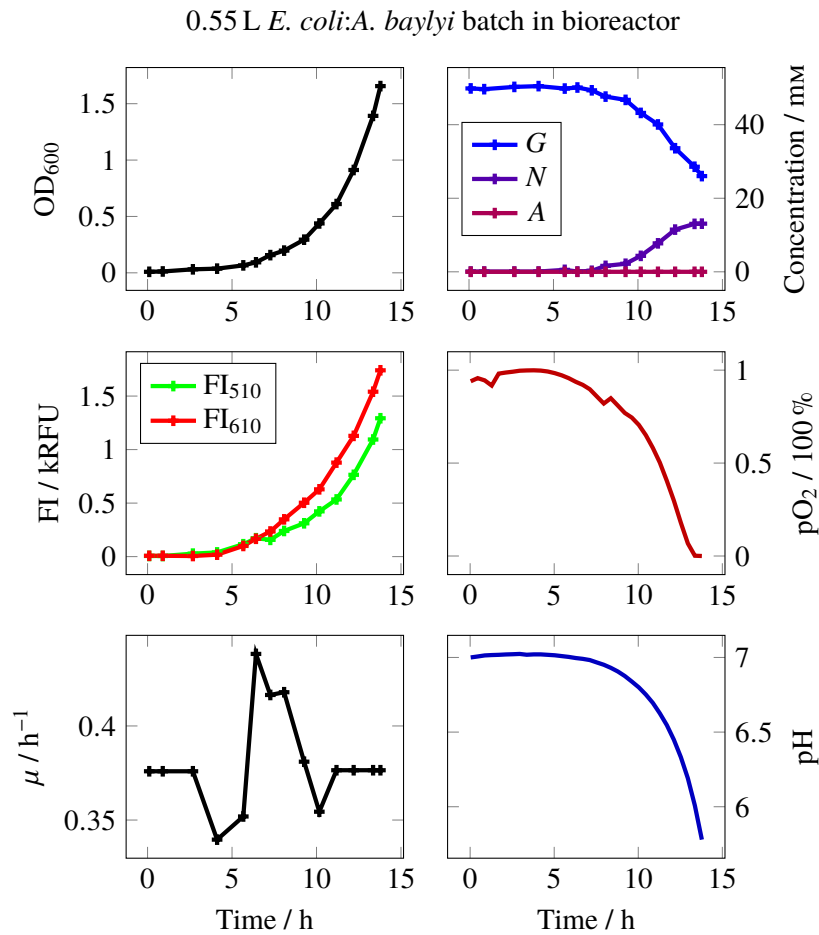 0.55 L E. coli:A. baylyi batch in bioreactor
OD₆₀₀
1.5
1
0.5
0
0 5 10 15
G
N
A
Concentration / mM
40
20
0
0 5 10 15
FI / kRFU
1.5
1
0.5
0
FI₅₁₀
FI₆₁₀
0 5 10 15
pO₂ / 100 %
1
0.5
0
0 5 10 15
μ / h⁻¹
0.4
0.35
0 5 10 15
Time / h
pH
7
6.5
6
0 5 10 15
Time / h